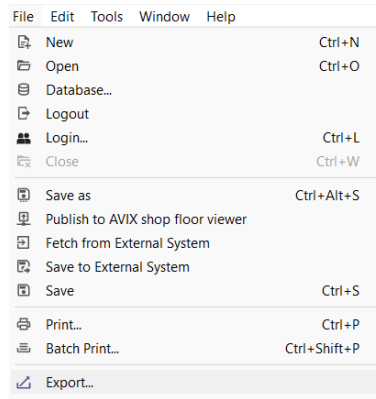 File Edit Tools Window Help
New Ctrl+N
Open Ctrl+O
Database...
Logout
Login... Ctrl+L
Close Ctrl+W
Save as Ctrl+Alt+S
Publish to AVIX shop floor viewer
Fetch from External System
Save to External System
Save Ctrl+S
Print... Ctrl+P
Batch Print... Ctrl+Shift+P
Export...